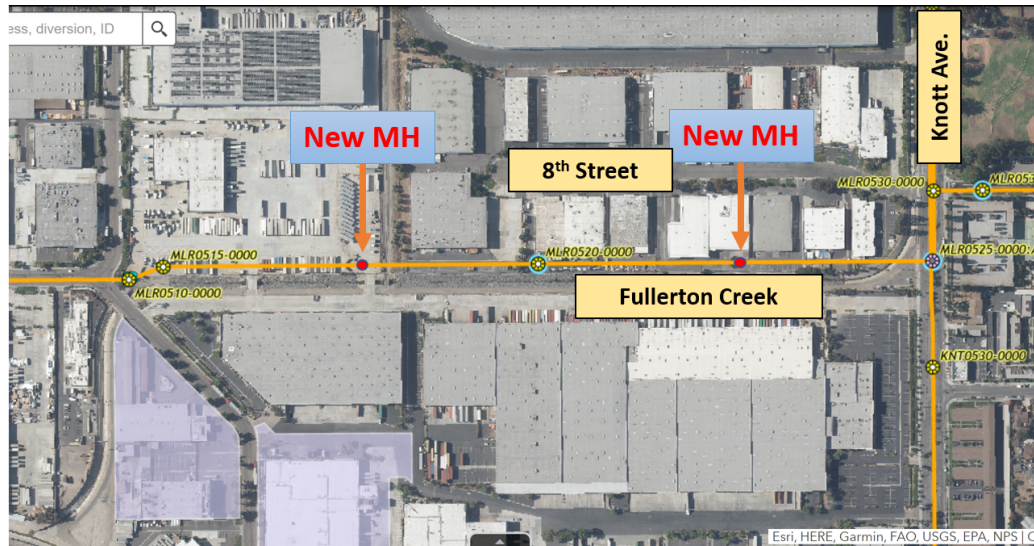 ess, diversion, ID
Knott Ave.
New MH
New MH
8th Street
MLR0530-0000
MLR053
MLR0515-0000
MLR0520-0000
MLR0525-0000
MLR0510-0000
Fullerton Creek
KNT0530-0000
Esri, HERE, Garmin, FAO, USGS, EPA, NPS |